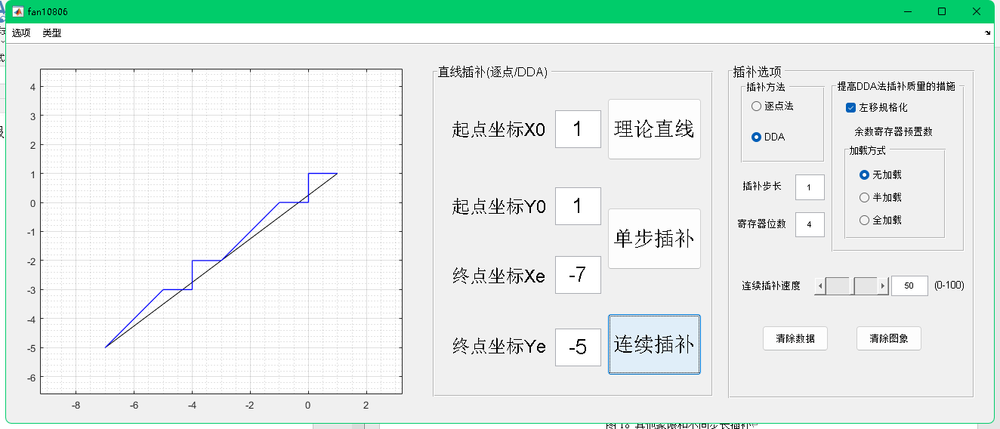 fan10806
选项 类型
4
3
2
1
0
-1
-2
-3
-4
-5
-6
-8 -6 -4 -2 0 2
直线插补(逐点/DDA)
起点坐标X0 1 理论直线
起点坐标Y0 1
单步插补
终点坐标Xe -7
终点坐标Ye -5 连续插补
插补选项
插补方法
逐点法
DDA
插补步长 1
寄存器位数 4
提高DDA法插补质量的措施
左移规格化
余数寄存器预置数
加载方式
无加载
半加载
全加载
连续插补速度 50 (0-100)
清除数据 清除图象